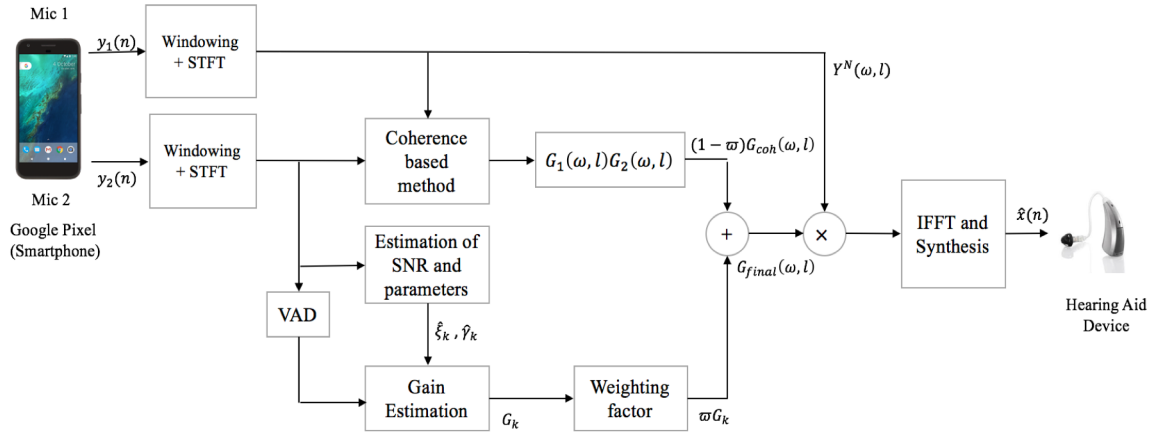 Mic 1
y₁(n)
Windowing
+ STFT
Y^N(ω,l)
y₂(n)
Windowing
+ STFT
Mic 2
Google Pixel
(Smartphone)
Coherence
based
method
G₁(ω,l)G₂(ω,l)
(1-ϖ)G_coh(ω,l)
+
×
G_final(ω,l)
IFFT and
Synthesis
x̂(n)
Hearing Aid
Device
Estimation of
SNR and
parameters
VAD
ξ̂_k , γ̂_k
Gain
Estimation
G_k
Weighting
factor
ϖG_k